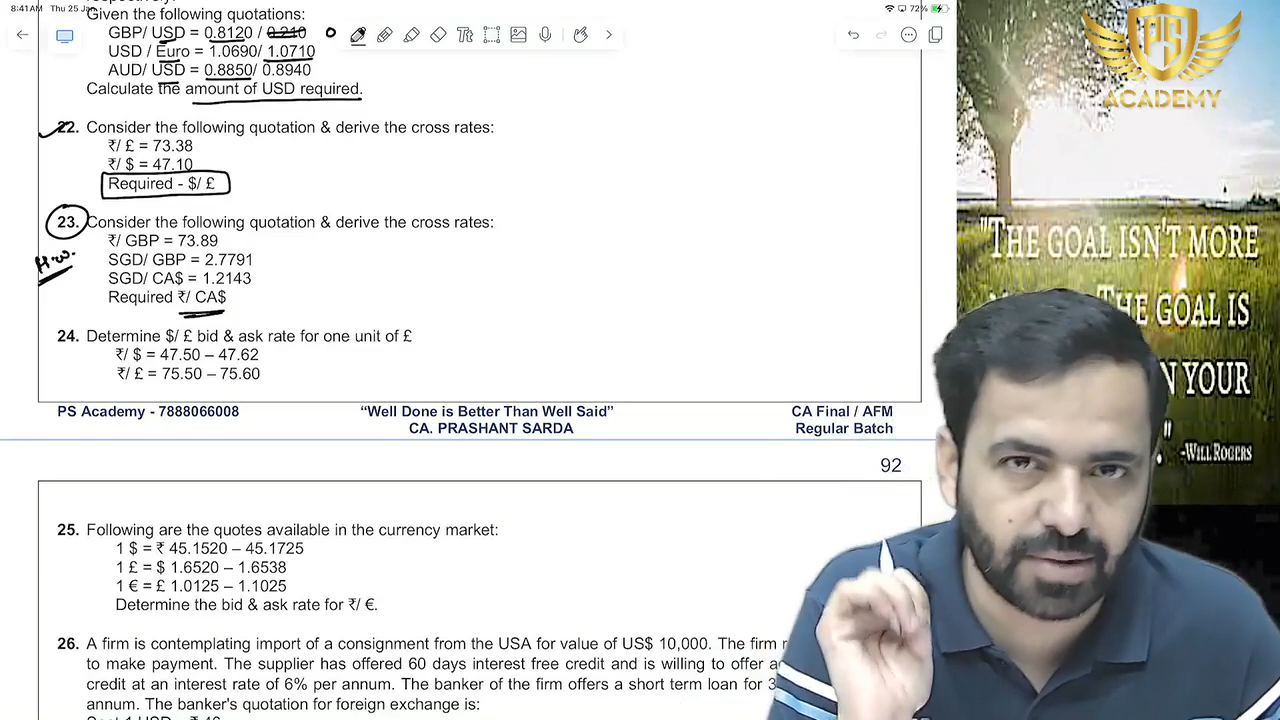 8:41AM Thu 25 Jan
72%
Given the following quotations:
GBP/ USD = 0.8120 / 0.210
USD / Euro = 1.0690/ 1.0710
AUD/ USD = 0.8850/ 0.8940
Calculate the amount of USD required.
22. Consider the following quotation & derive the cross rates:
₹/ £ = 73.38
₹/ $ = 47.10
Required - $/ £
23. Consider the following quotation & derive the cross rates:
H.W.
₹/ GBP = 73.89
SGD/ GBP = 2.7791
SGD/ CA$ = 1.2143
Required ₹/ CA$
24. Determine $/ £ bid & ask rate for one unit of £
₹/ $ = 47.50 – 47.62
₹/ £ = 75.50 – 75.60
PS Academy - 7888066008 “Well Done is Better Than Well Said” CA Final / AFM
CA. PRASHANT SARDA Regular Batch
92
25. Following are the quotes available in the currency market:
1 $ = ₹ 45.1520 – 45.1725
1 £ = $ 1.6520 – 1.6538
1 € = £ 1.0125 – 1.1025
Determine the bid & ask rate for ₹/ €.
26. A firm is contemplating import of a consignment from the USA for value of US$ 10,000. The firm
to make payment. The supplier has offered 60 days interest free credit and is willing to offer
credit at an interest rate of 6% per annum. The banker of the firm offers a short term loan for
annum. The banker's quotation for foreign exchange is:
PS
ACADEMY
"THE GOAL ISN'T MORE
THE GOAL IS
YOUR
." -WILL ROGERS